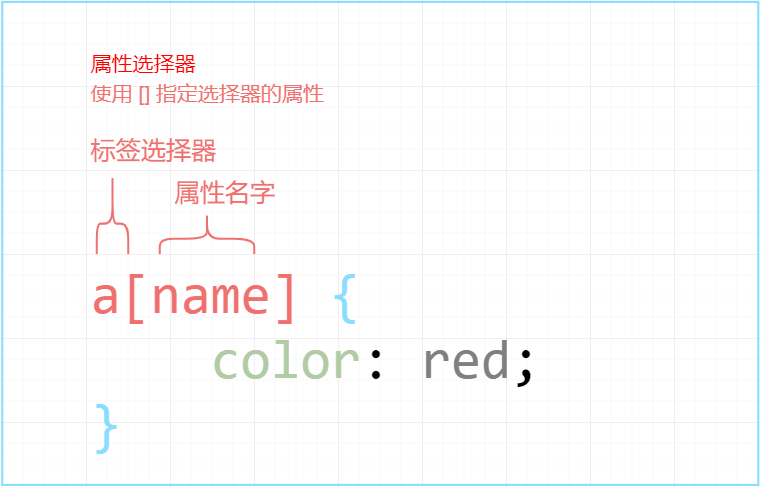 属性选择器
使用 [] 指定选择器的属性
标签选择器
属性名字
a[name] {
color: red;
}